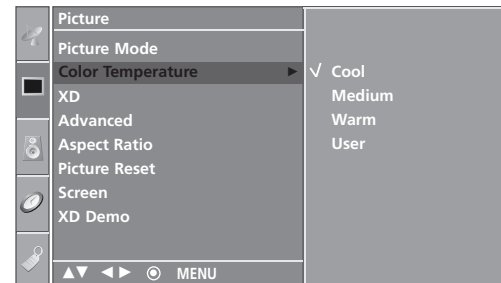 Picture
Picture Mode
Color Temperature ► √ Cool
XD Medium
Advanced Warm
Aspect Ratio User
Picture Reset
Screen
XD Demo
▲▼ ◄► ◉ MENU